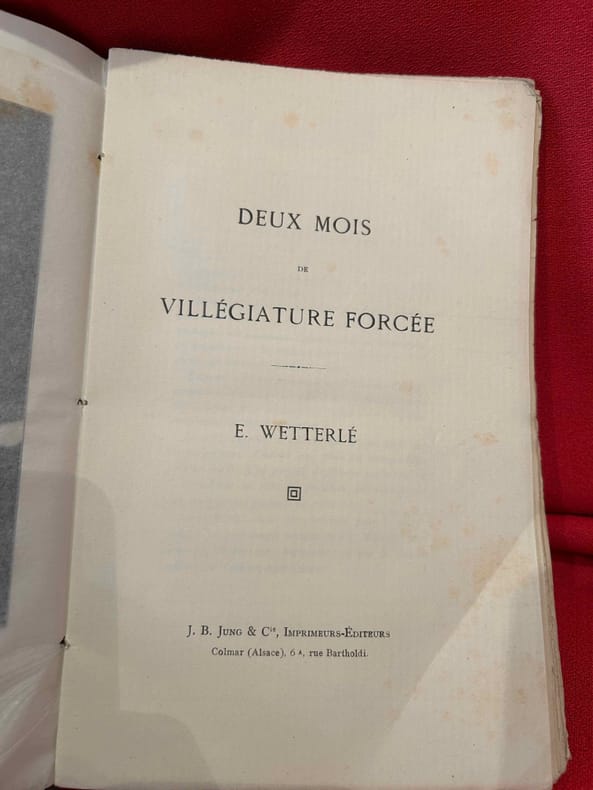 DEUX MOIS
DE
VILLÉGIATURE FORCÉE
E. WETTERLÉ
J. B. JUNG & Cie, IMPRIMEURS-ÉDITEURS
Colmar (Alsace), 6 A, rue Bartholdi.